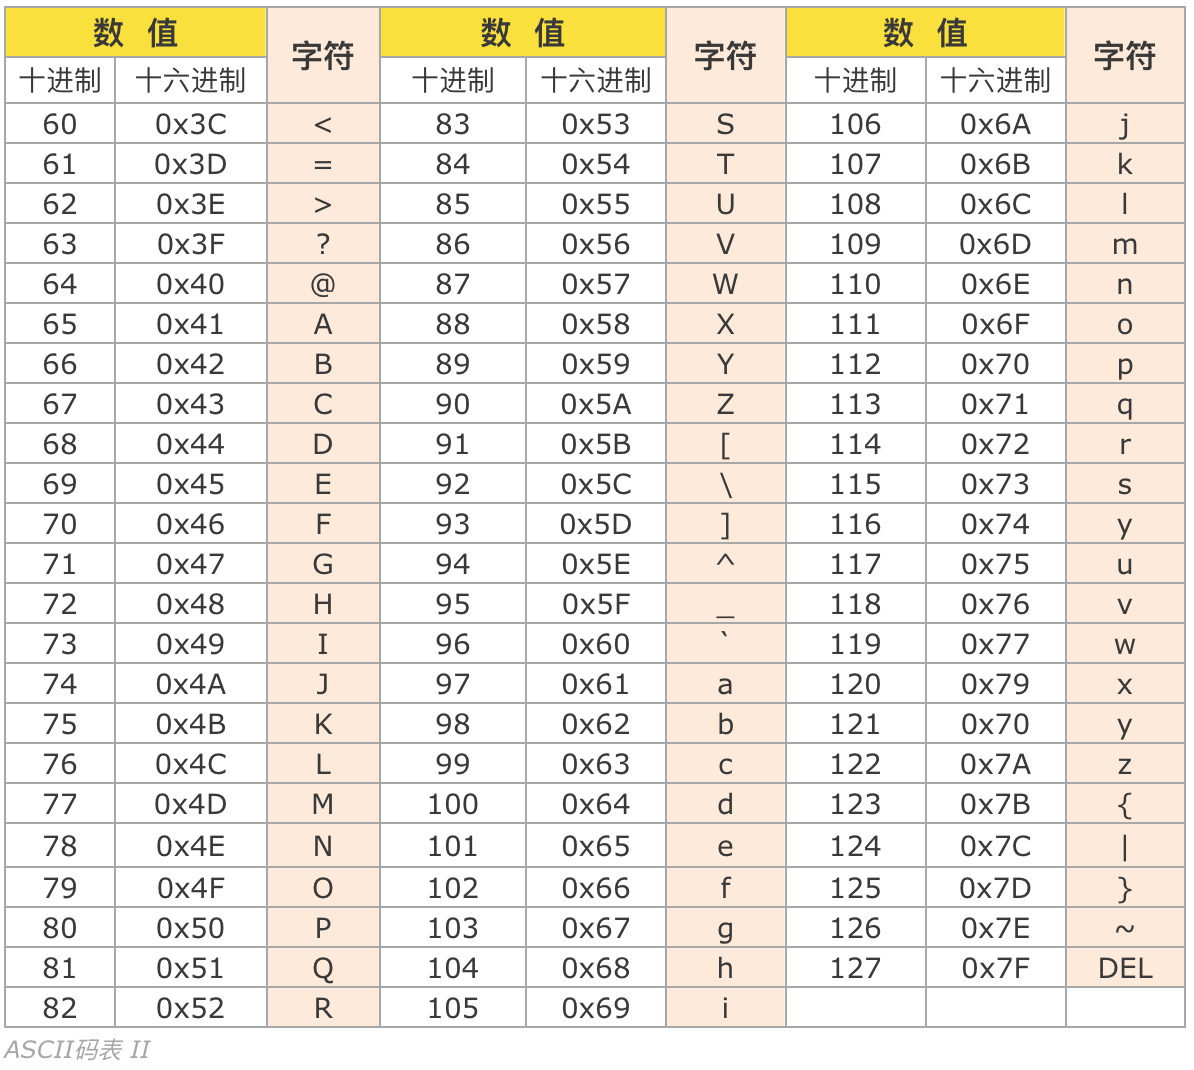 数 值 字符 数 值 字符 数 值 字符
十进制 十六进制 十进制 十六进制 十进制 十六进制
60 0x3C < 83 0x53 S 106 0x6A j
61 0x3D = 84 0x54 T 107 0x6B k
62 0x3E > 85 0x55 U 108 0x6C l
63 0x3F ? 86 0x56 V 109 0x6D m
64 0x40 @ 87 0x57 W 110 0x6E n
65 0x41 A 88 0x58 X 111 0x6F o
66 0x42 B 89 0x59 Y 112 0x70 p
67 0x43 C 90 0x5A Z 113 0x71 q
68 0x44 D 91 0x5B [ 114 0x72 r
69 0x45 E 92 0x5C \ 115 0x73 s
70 0x46 F 93 0x5D ] 116 0x74 y
71 0x47 G 94 0x5E ^ 117 0x75 u
72 0x48 H 95 0x5F _ 118 0x76 v
73 0x49 I 96 0x60 ` 119 0x77 w
74 0x4A J 97 0x61 a 120 0x79 x
75 0x4B K 98 0x62 b 121 0x70 y
76 0x4C L 99 0x63 c 122 0x7A z
77 0x4D M 100 0x64 d 123 0x7B {
78 0x4E N 101 0x65 e 124 0x7C |
79 0x4F O 102 0x66 f 125 0x7D }
80 0x50 P 103 0x67 g 126 0x7E ~
81 0x51 Q 104 0x68 h 127 0x7F DEL
82 0x52 R 105 0x69 i
ASCII码表 II